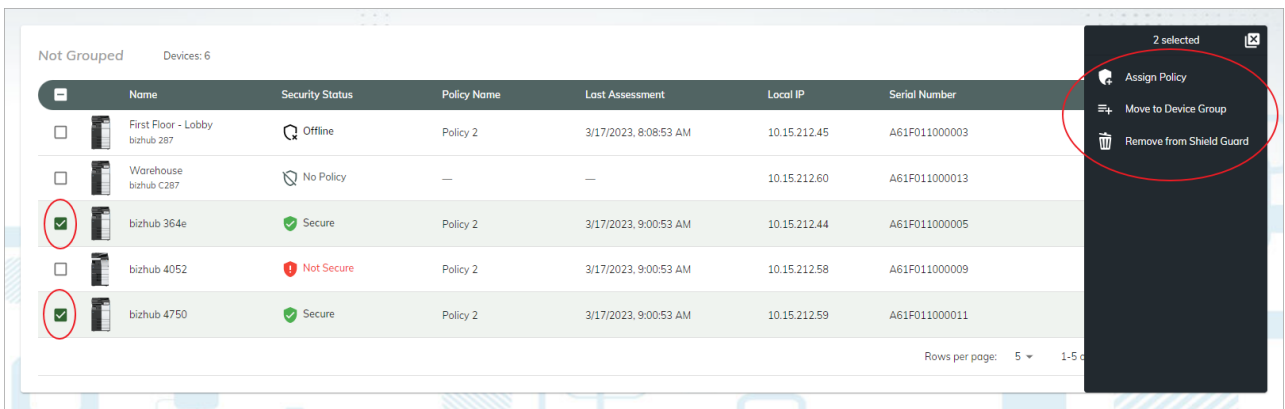 Not Grouped Devices: 6
2 selected
Assign Policy
Move to Device Group
Remove from Shield Guard
Name Security Status Policy Name Last Assessment Local IP Serial Number
First Floor - Lobby
bizhub 287
Offline Policy 2 3/17/2023, 8:08:53 AM 10.15.212.45 A61F011000003
Warehouse
bizhub C287
No Policy — — 10.15.212.60 A61F011000013
bizhub 364e Secure Policy 2 3/17/2023, 9:00:53 AM 10.15.212.44 A61F011000005
bizhub 4052 Not Secure Policy 2 3/17/2023, 9:00:53 AM 10.15.212.58 A61F011000009
bizhub 4750 Secure Policy 2 3/17/2023, 9:00:53 AM 10.15.212.59 A61F011000011
Rows per page: 5 1-5